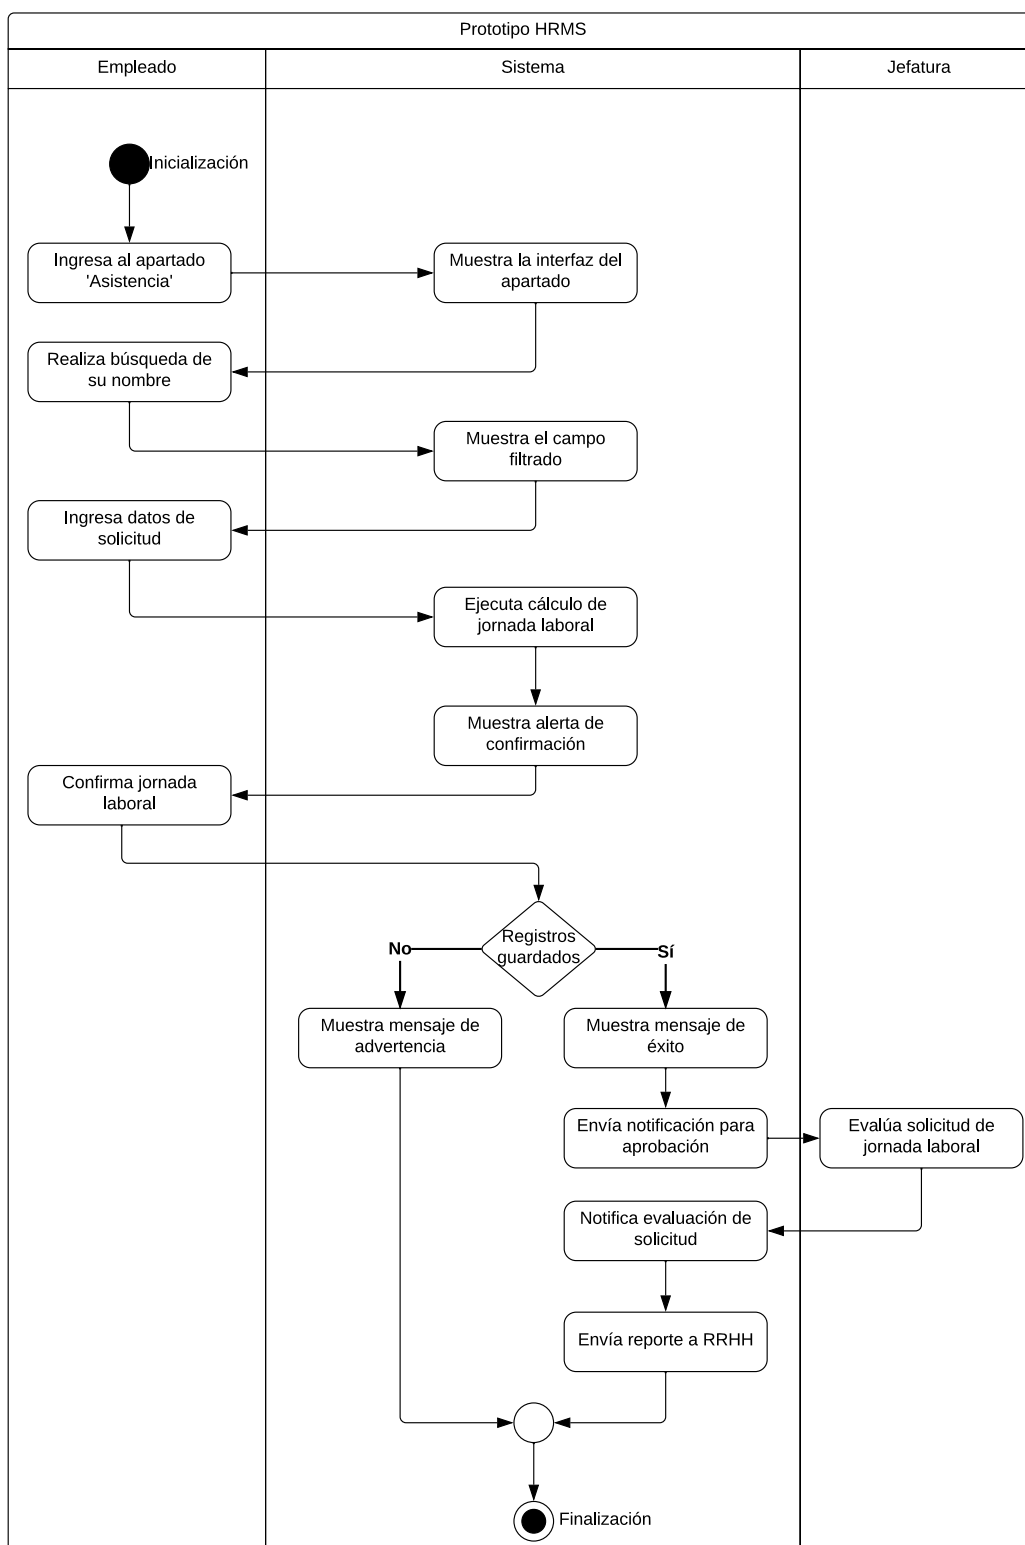 Prototipo HRMS
Empleado
Sistema
Jefatura
Inicialización
Ingresa al apartado
'Asistencia'
Muestra la interfaz del
apartado
Realiza búsqueda de
su nombre
Muestra el campo
filtrado
Ingresa datos de
solicitud
Ejecuta cálculo de
jornada laboral
Muestra alerta de
confirmación
Confirma jornada
laboral
Registros
guardados
No
Sí
Muestra mensaje de
advertencia
Muestra mensaje de
éxito
Envía notificación para
aprobación
Evalúa solicitud de
jornada laboral
Notifica evaluación de
solicitud
Envía reporte a RRHH
Finalización